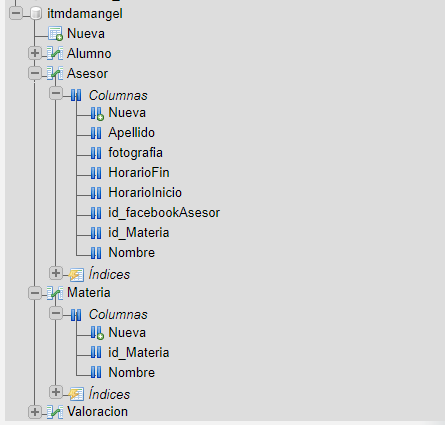 itmdamangel
Nueva
Alumno
Asesor
Columnas
Nueva
Apellido
fotografia
HorarioFin
HorarioInicio
id_facebookAsesor
id_Materia
Nombre
Índices
Materia
Columnas
Nueva
id_Materia
Nombre
Índices
Valoracion